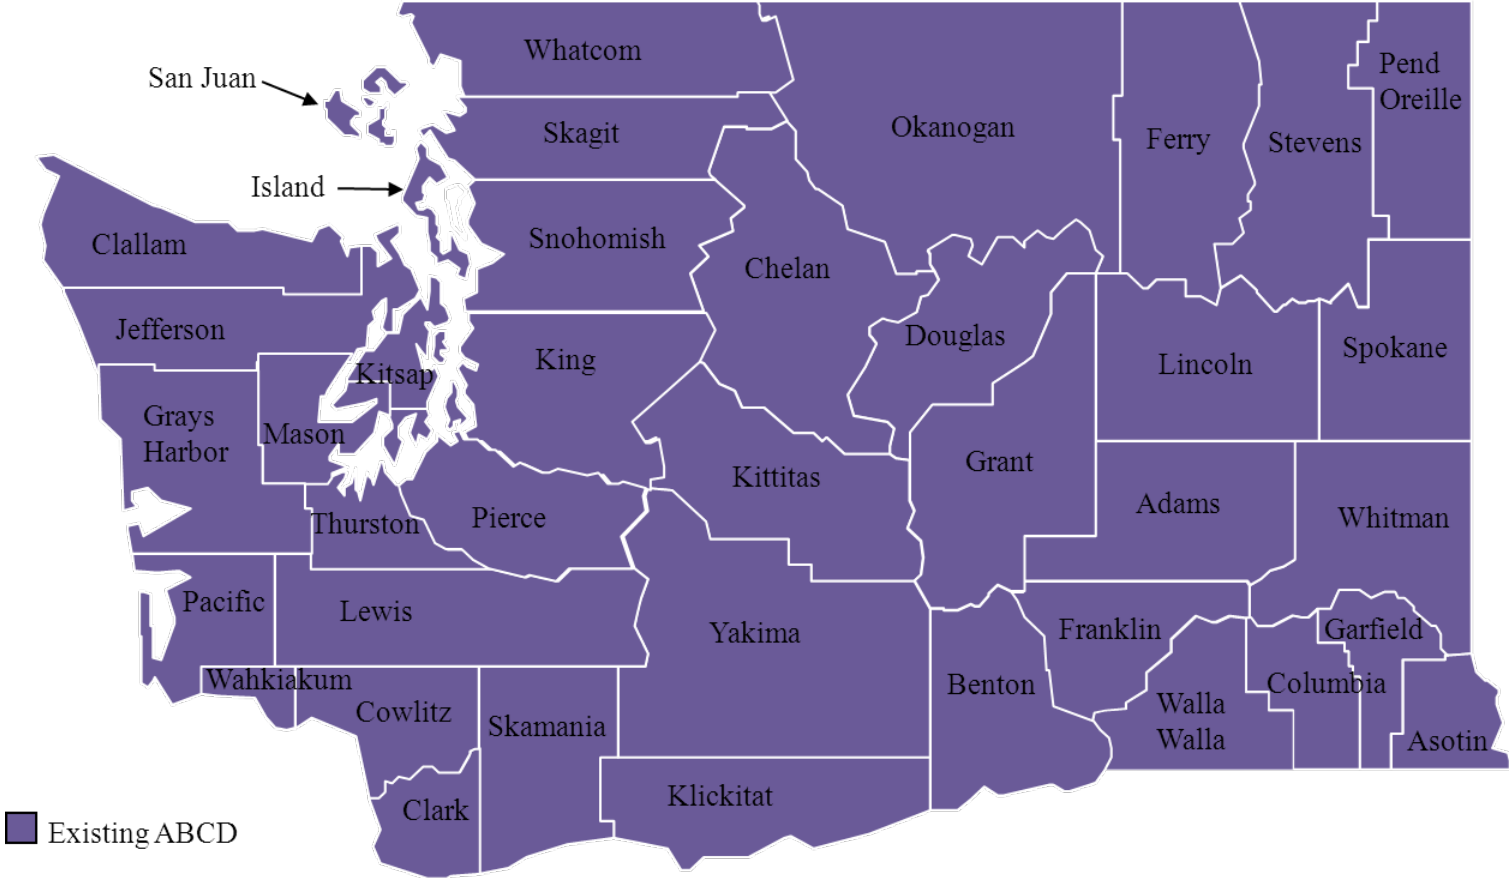 Whatcom
San Juan
Pend
Oreille
Skagit
Okanogan
Ferry
Stevens
Island
Clallam
Snohomish
Chelan
Jefferson
King
Douglas
Lincoln
Spokane
Kitsap
Grays
Harbor
Mason
Kittitas
Grant
Adams
Whitman
Thurston
Pierce
Pacific
Lewis
Yakima
Franklin
Garfield
Wahkiakum
Benton
Columbia
Cowlitz
Skamania
Walla
Walla
Asotin
Clark
Klickitat
Existing ABCD